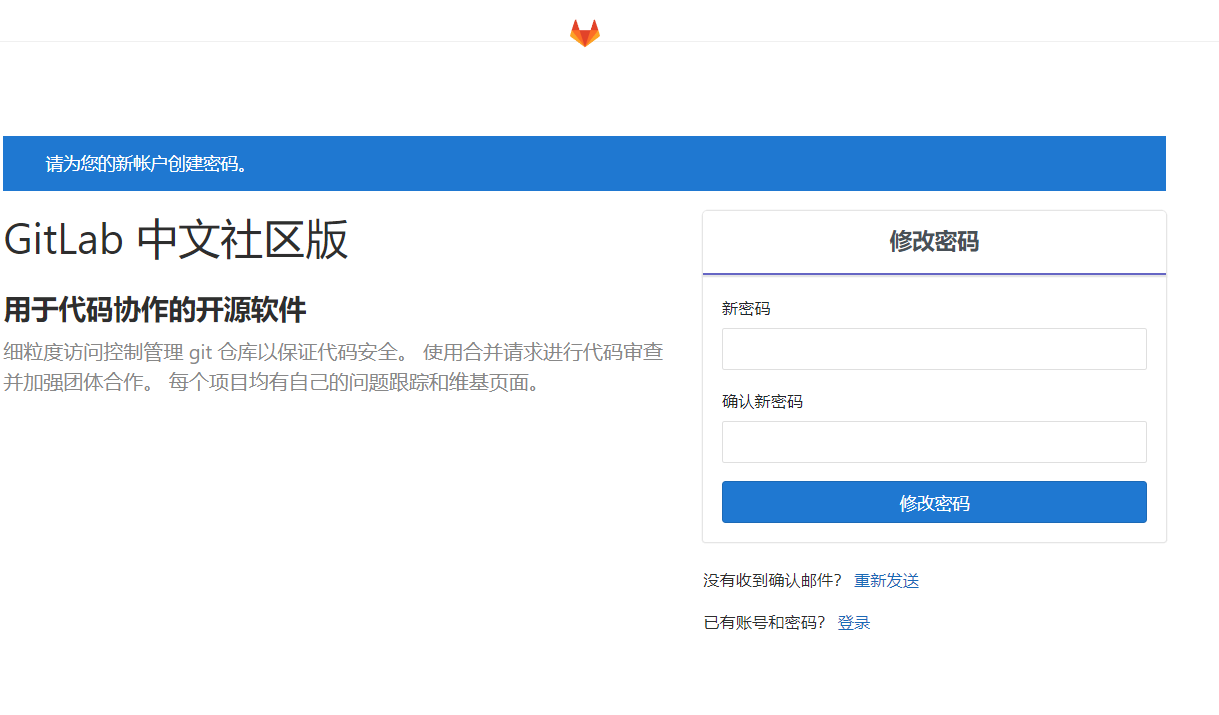 请为您的新帐户创建密码。
GitLab 中文社区版
用于代码协作的开源软件
细粒度访问控制管理 git 仓库以保证代码安全。 使用合并请求进行代码审查
并加强团体合作。 每个项目均有自己的问题跟踪和维基页面。
修改密码
新密码
确认新密码
修改密码
没有收到确认邮件? 重新发送
已有账号和密码? 登录